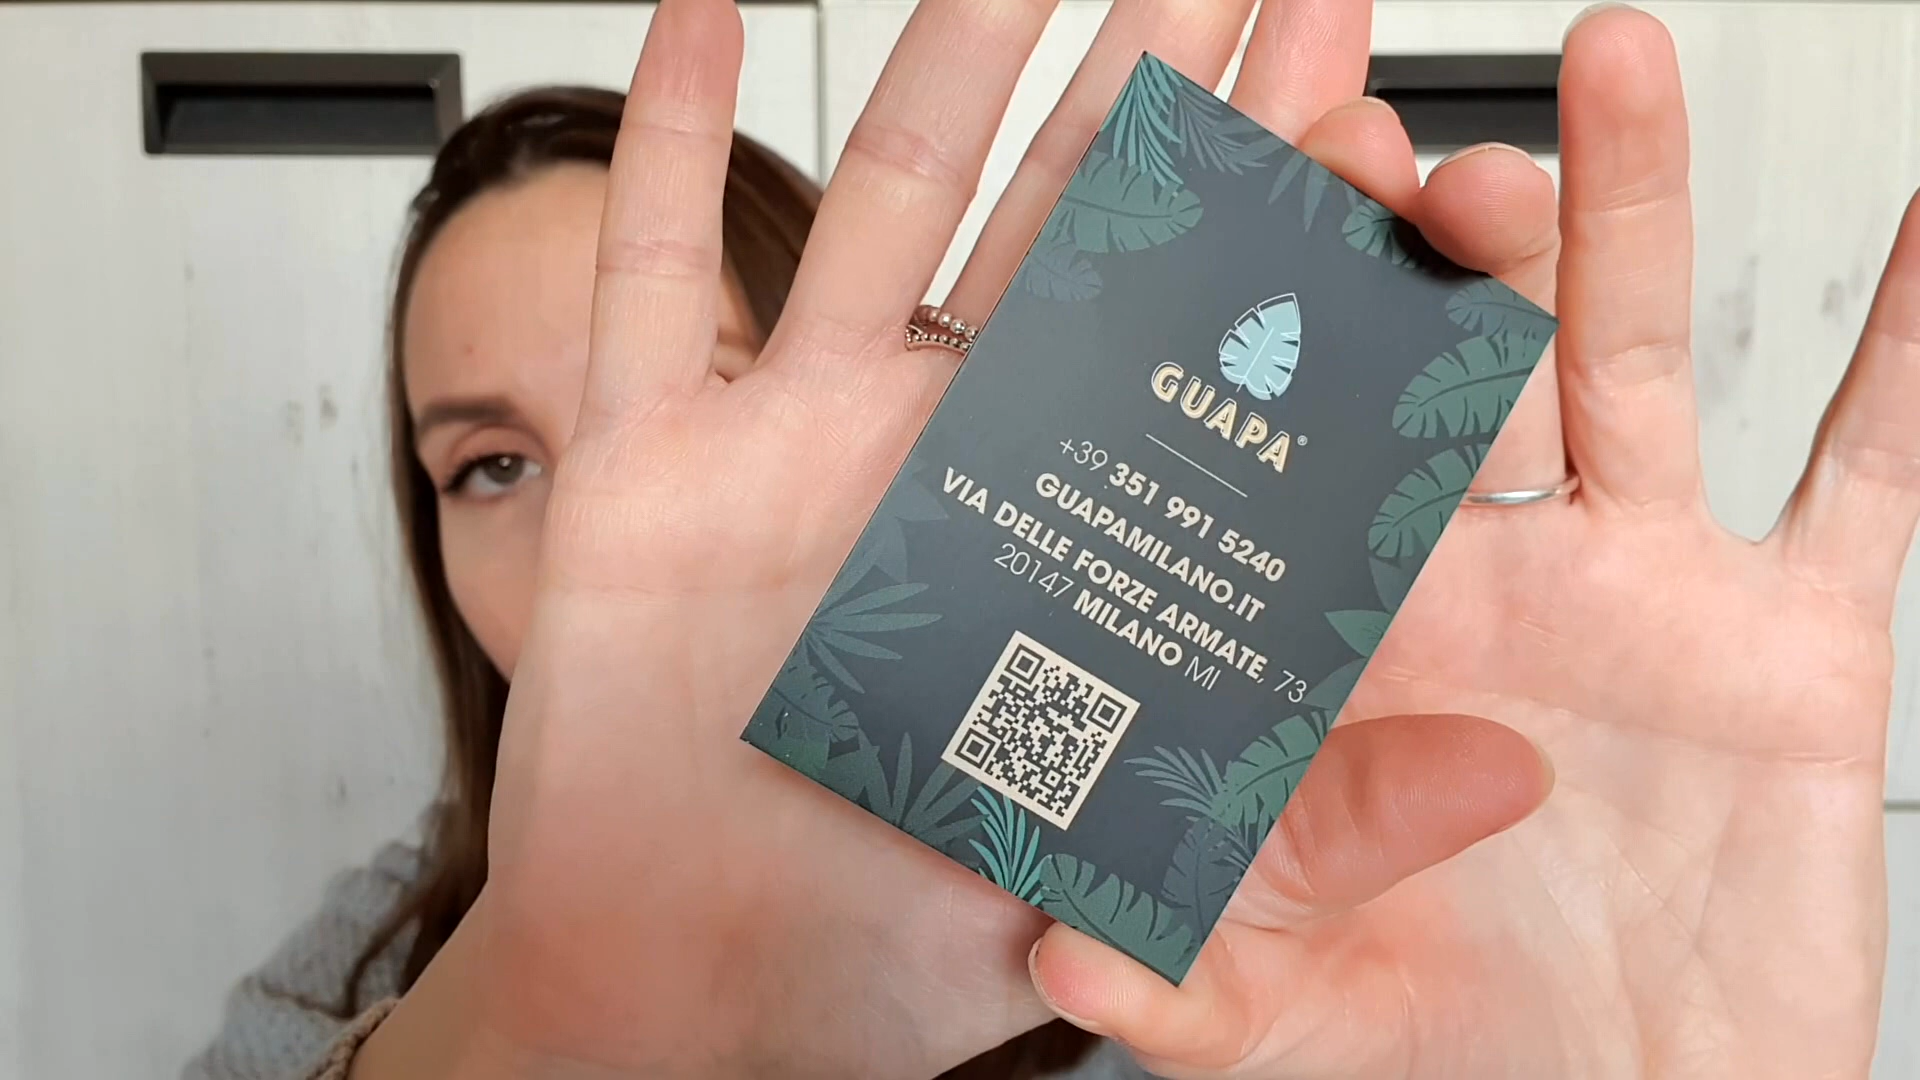 GUAPA®
+39 351 991 5240
GUAPAMILANO.IT
VIA DELLE FORZE ARMATE, 73
20147 MILANO MI